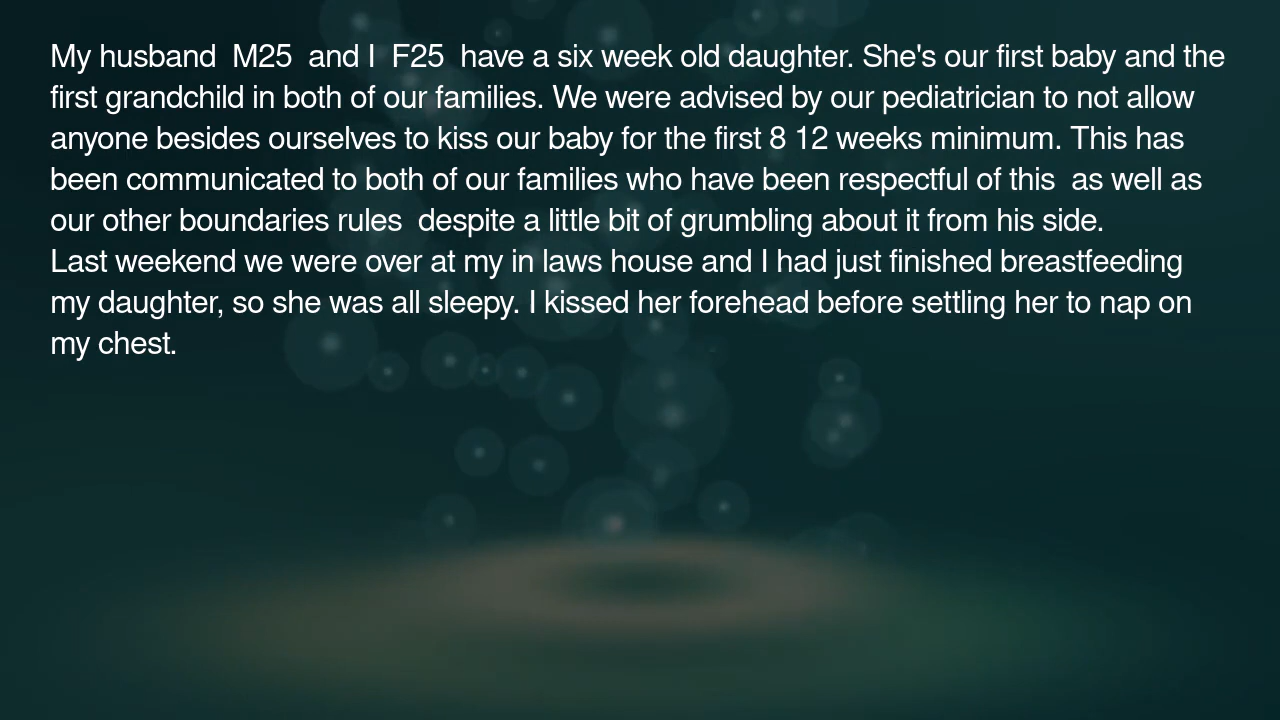 My husband  M25  and I  F25  have a six week old daughter. She's our first baby and the
first grandchild in both of our families. We were advised by our pediatrician to not allow
anyone besides ourselves to kiss our baby for the first 8 12 weeks minimum. This has
been communicated to both of our families who have been respectful of this  as well as
our other boundaries rules  despite a little bit of grumbling about it from his side.
Last weekend we were over at my in laws house and I had just finished breastfeeding
my daughter, so she was all sleepy. I kissed her forehead before settling her to nap on
my chest.